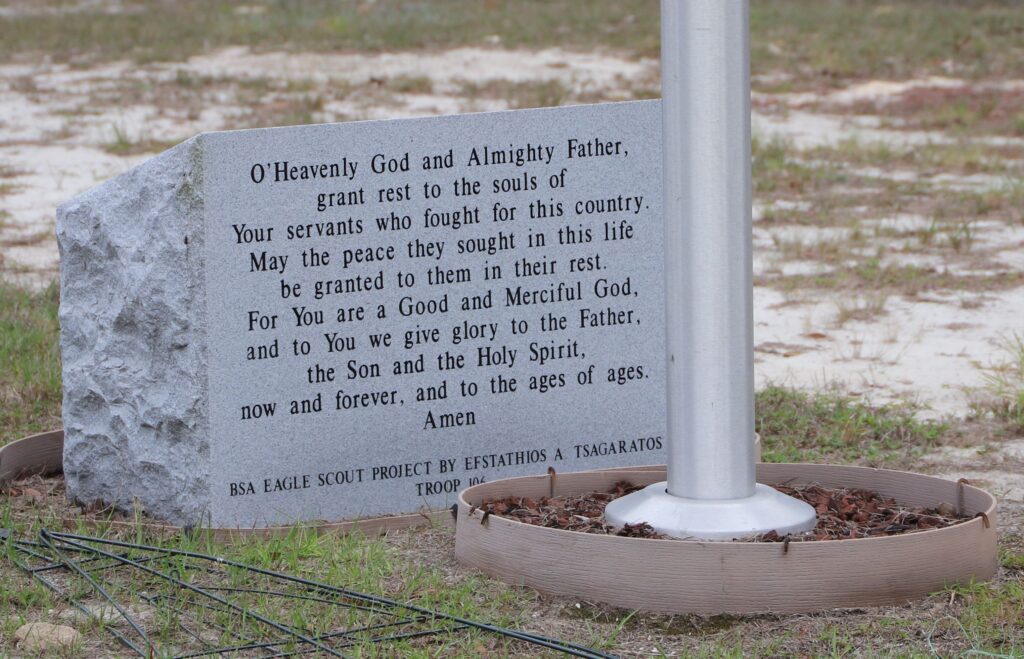 O'Heavenly God and Almighty Father,
grant rest to the souls of
Your servants who fought for this country.
May the peace they sought in this life
be granted to them in their rest.
For You are a Good and Merciful God,
and to You we give glory to the Father,
the Son and the Holy Spirit,
now and forever, and to the ages of ages.
Amen
BSA EAGLE SCOUT PROJECT BY EFSTATHIOS A. TSAGARATOS
TROOP 106